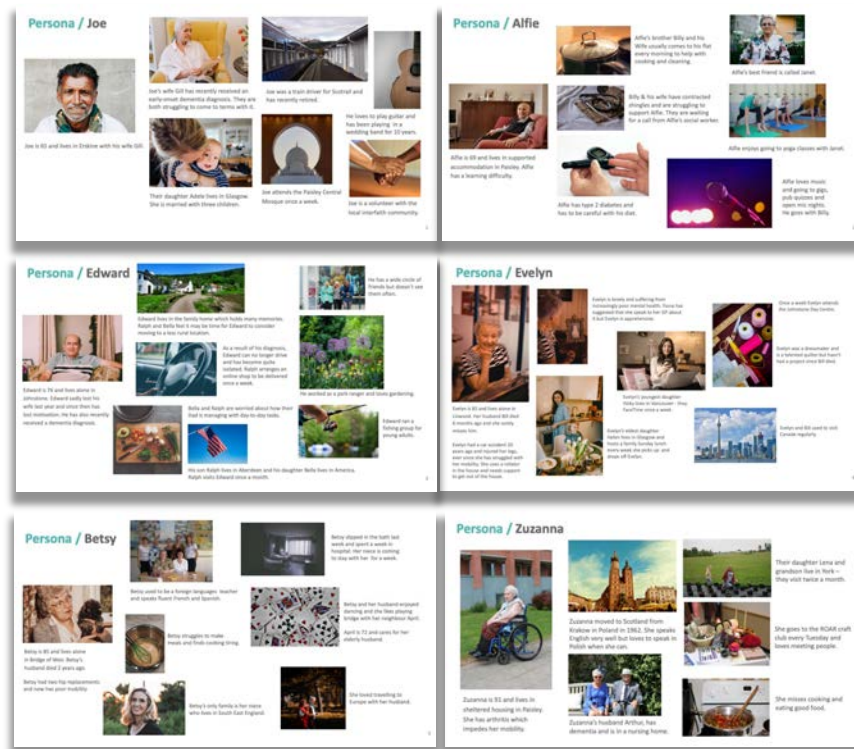 Persona / Joe
Joe is 65 and lives in Erskine with his wife Gill.
Joe's wife Gill has recently received an
early-onset dementia diagnosis. They are
both struggling to come to terms with it.
Joe was a train driver for Scotrail and
has recently retired.
He loves to play guitar and
has been playing in a
wedding band for 10 years.
Their daughter Adele lives in Glasgow.
She is married with three children.
Joe attends the Paisley Central
Mosque once a week.
Joe is a volunteer with the
local interfaith community.
Persona / Alfie
Alfie is 69 and lives in supported
accommodation in Paisley. Alfie
has a learning difficulty.
Alfie's brother Billy and his
Wife usually comes to his flat
every morning to help with
cooking and cleaning.
Alfie's best friend is called Janet.
Billy & his wife have contracted
shingles and are struggling to
support Alfie. They are waiting
for a call from Alfie's social worker.
Alfie enjoys going to yoga classes with Janet.
Alfie has type 2 diabetes and
has to be careful with his diet.
Alfie loves music
and going to gigs,
pub quizzes and
open mic nights.
He goes with Billy.
Persona / Edward
Edward is 76 and lives alone in
Johnstone. Edward sadly lost his
wife last year and since then has
lost motivation. He has also recently
received a dementia diagnosis.
Edward lives in the family home which holds many memories.
Ralph and Bella feel it may be time for Edward to consider
moving to a less rural location.
He has a wide circle of
friends but doesn't see
them often.
As a result of his diagnosis,
Edward can no longer drive
and has become quite
isolated. Ralph arranges an
online shop to be delivered
once a week.
He worked as a park ranger and loves gardening.
Bella and Ralph are worried about how their
dad is managing with day-to-day tasks.
Edward ran a
fishing group for
young adults.
His son Ralph lives in Aberdeen and his daughter Bella lives in America.
Ralph visits Edward once a month.
Persona / Evelyn
Evelyn is 81 and lives alone in
Linwood. Her husband Bill died
6 months ago and she sorely
misses him.
Evelyn had a car accident 10
years ago and injured her legs,
ever since she has struggled with
her mobility. She uses a rollator
in the house and needs support
to get out of the house.
Evelyn is lonely and suffering from
increasingly poor mental health. Fiona has
suggested that she speak to her GP about
it but Evelyn is apprehensive.
Once a week Evelyn attends
the Johnstone Day Centre.
Evelyn was a dressmaker and
is a talented quilter but hasn't
had a project since Bill died.
Evelyn's youngest daughter
lives in Vancouver - they
FaceTime once a week.
Evelyn's eldest daughter
Helen lives in Glasgow and
hosts a family Sunday lunch
every week she picks up and
drops off Evelyn.
Evelyn and Bill used to visit
Canada regularly.
Persona / Betsy
Betsy is 85 and lives alone
in Bridge of Weir. Betsy's
husband died 2 years ago.
Betsy had two hip replacements
and now has poor mobility
Betsy used to be a foreign languages teacher
and speaks fluent French and Spanish.
Betsy slipped in the bath last
week and spent a week in
hospital. Her niece is coming
to stay with her for a week.
Betsy struggles to make
meals and finds cooking tiring.
Betsy and her husband enjoyed
dancing and she likes playing
bridge with her neighbour April.
April is 72 and cares for her
elderly husband.
Betsy's only family is her niece
who lives in South East England.
She loved travelling to
Europe with her husband.
Persona / Zuzanna
Zuzanna is 91 and lives in
sheltered housing in Paisley.
She has arthritis which
impedes her mobility.
Zuzanna moved to Scotland from
Krakow in Poland in 1962. She speaks
English very well but loves to speak in
Polish when she can.
Their daughter Lena and
grandson live in York –
they visit twice a month.
She goes to the ROAR craft
club every Tuesday and
loves meeting people.
Zuzanna's husband Arthur, has
dementia and is in a nursing home.
She misses cooking and
eating good food.